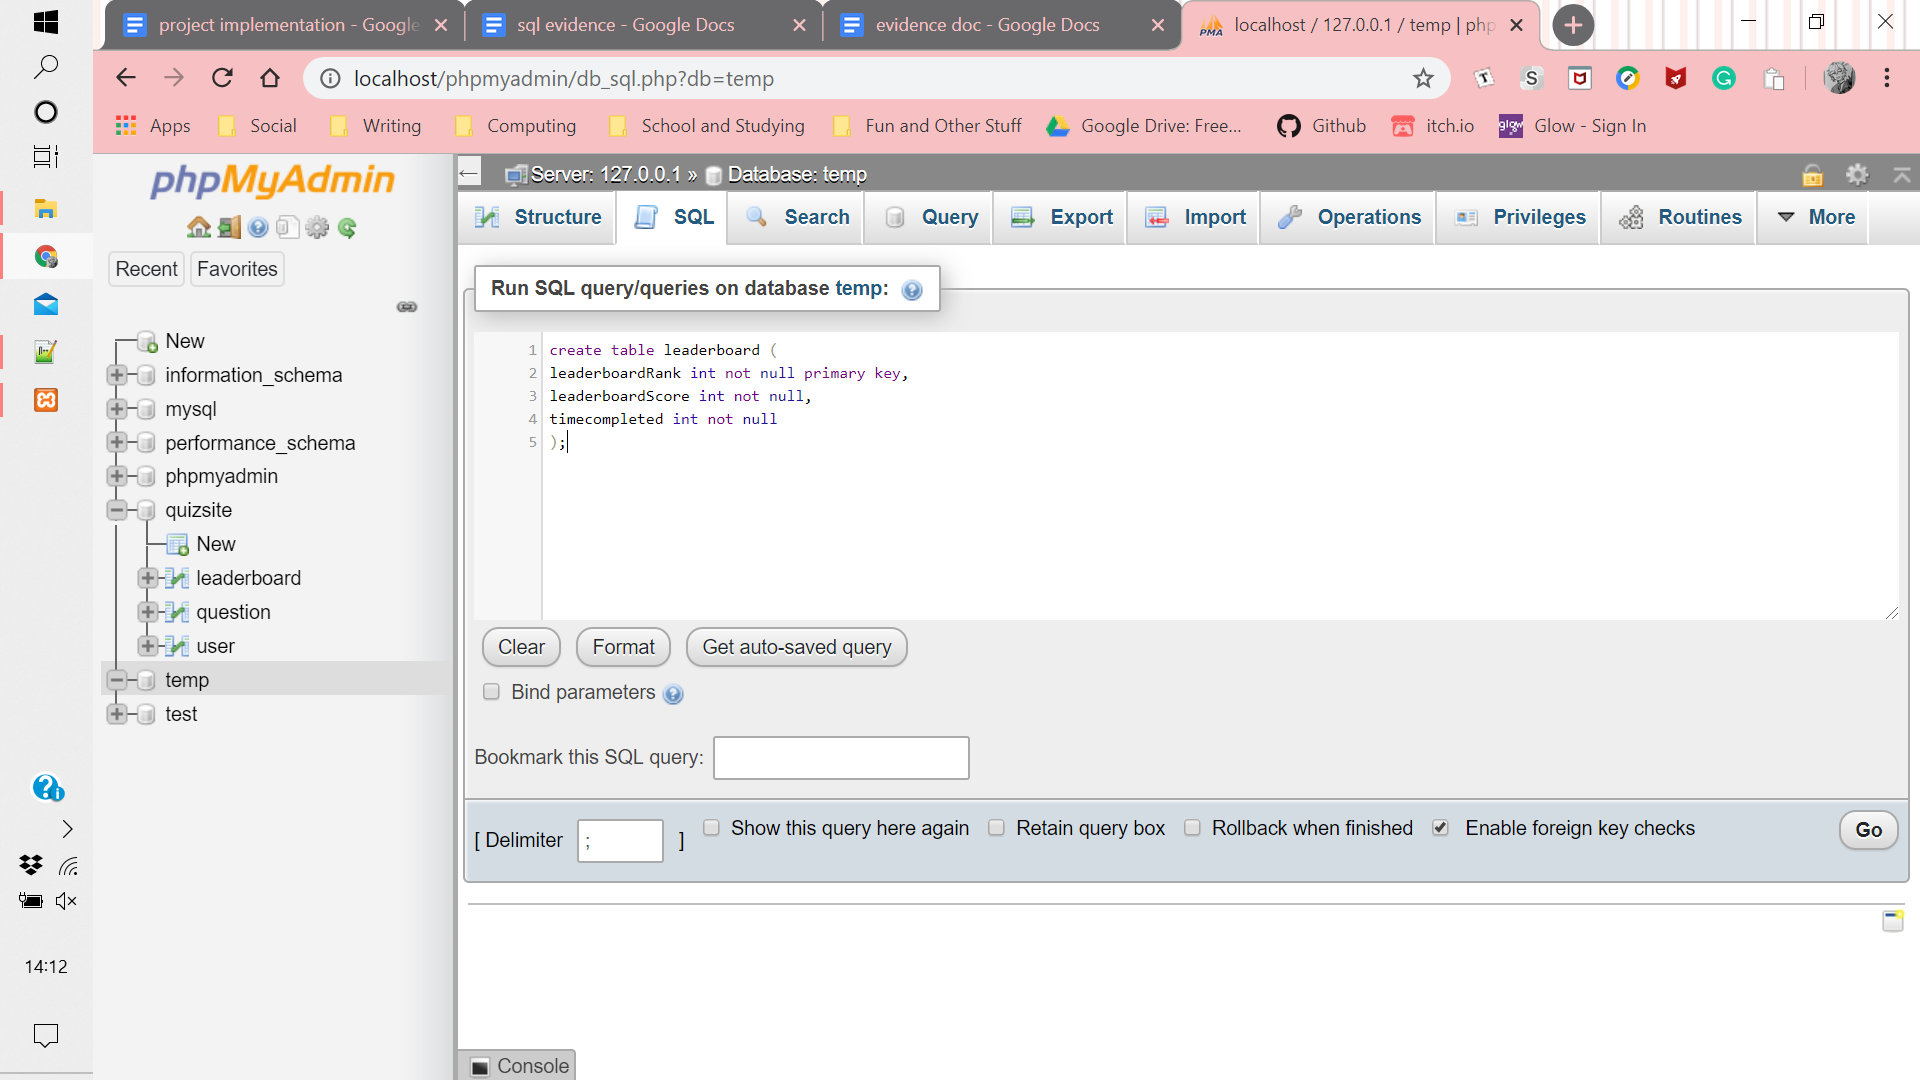 project implementation - Google
sql evidence - Google Docs
evidence doc - Google Docs
localhost / 127.0.0.1 / temp | php
localhost/phpmyadmin/db_sql.php?db=temp
Apps
Social
Writing
Computing
School and Studying
Fun and Other Stuff
Google Drive: Free...
Github
itch.io
Glow - Sign In
phpMyAdmin
Server: 127.0.0.1 » Database: temp
Structure
SQL
Search
Query
Export
Import
Operations
Privileges
Routines
More
Recent
Favorites
New
information_schema
mysql
performance_schema
phpmyadmin
quizsite
New
leaderboard
question
user
temp
test
Run SQL query/queries on database temp:
1 create table leaderboard (
2 leaderboardRank int not null primary key,
3 leaderboardScore int not null,
4 timecompleted int not null
5 );
Clear
Format
Get auto-saved query
Bind parameters
Bookmark this SQL query:
[ Delimiter ; ]
Show this query here again
Retain query box
Rollback when finished
Enable foreign key checks
Go
Console
14:12